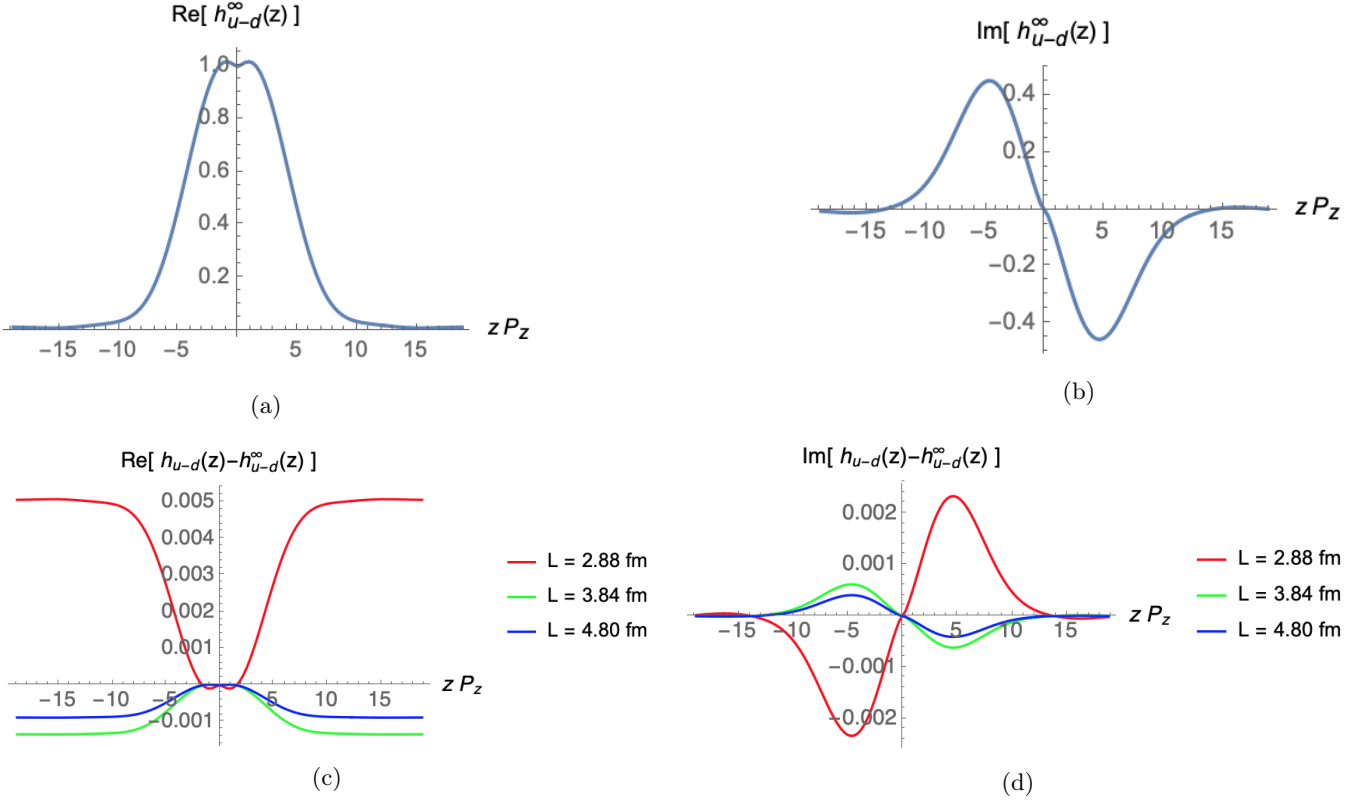 Re[ h∞u−d(z) ]
1.0
0.8
0.6
0.4
0.2
−15 −10 −5 5 10 15
z Pz
(a)
Im[ h∞u−d(z) ]
0.4
0.2
−15 −10 −5 5 10 15
z Pz
−0.2
−0.4
(b)
Re[ hu−d(z)−h∞u−d(z) ]
0.005
0.004
0.003
0.002
0.001
−15 −10 −5 5 10 15
z Pz
−0.001
L = 2.88 fm
L = 3.84 fm
L = 4.80 fm
(c)
Im[ hu−d(z)−h∞u−d(z) ]
0.002
0.001
−15 −10 −5 5 10 15
z Pz
−0.001
−0.002
L = 2.88 fm
L = 3.84 fm
L = 4.80 fm
(d)